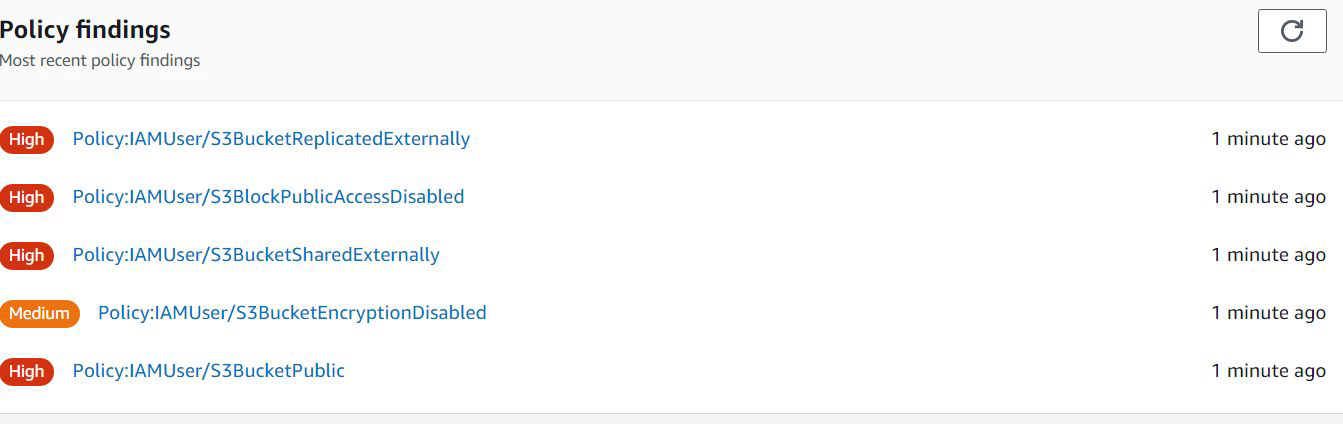 Policy findings
Most recent policy findings
High Policy:IAMUser/S3BucketReplicatedExternally 1 minute ago
High Policy:IAMUser/S3BlockPublicAccessDisabled 1 minute ago
High Policy:IAMUser/S3BucketSharedExternally 1 minute ago
Medium Policy:IAMUser/S3BucketEncryptionDisabled 1 minute ago
High Policy:IAMUser/S3BucketPublic 1 minute ago